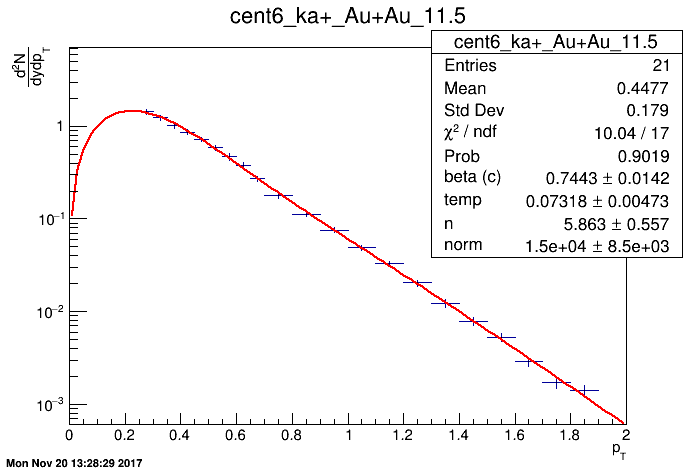 cent6_ka+_Au+Au_11.5
d²N
dydp_T
cent6_ka+_Au+Au_11.5
Entries 21
Mean 0.4477
Std Dev 0.179
χ² / ndf 10.04 / 17
Prob 0.9019
beta (c) 0.7443 ± 0.0142
temp 0.07318 ± 0.00473
n 5.863 ± 0.557
norm 1.5e+04 ± 8.5e+03
1
10⁻¹
10⁻²
10⁻³
0 0.2 0.4 0.6 0.8 1 1.2 1.4 1.6 1.8 2
p_T
Mon Nov 20 13:28:29 2017